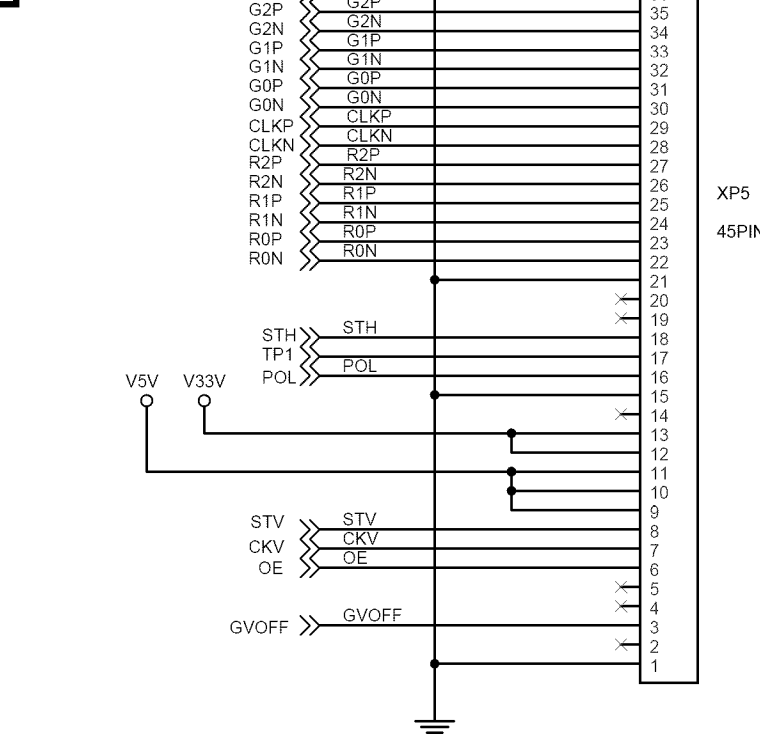 G2P G2P 35
G2N G2N 34
G1P G1P 33
G1N G1N 32
G0P G0P 31
G0N G0N 30
CLKP CLKP 29
CLKN CLKN 28
R2P R2P 27
R2N R2N 26
R1P R1P 25
R1N R1N 24
R0P R0P 23
R0N R0N 22
XP5
45PIN
21
20
19
STH STH 18
TP1 17
POL POL 16
15
V5V V33V
14
13
12
11
10
9
STV STV 8
CKV CKV 7
OE OE 6
5
4
GVOFF GVOFF 3
2
1